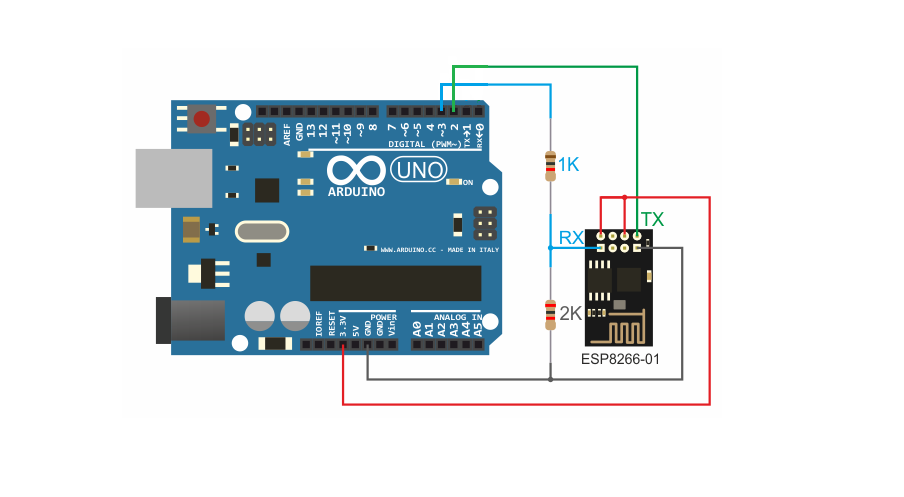 AREF
GND
13
12
~11
~10
~9
8
7
~6
~5
4
~3
2
TX→1
RX←0
DIGITAL (PWM~)
UNO
ARDUINO
ON
1K
TX
RX
WWW.ARDUINO.CC - MADE IN ITALY
2K
POWER
ANALOG IN
IOREF
RESET
3.3V
5V
GND
GND
Vin
A0
A1
A2
A3
A4
A5
ESP8266-01